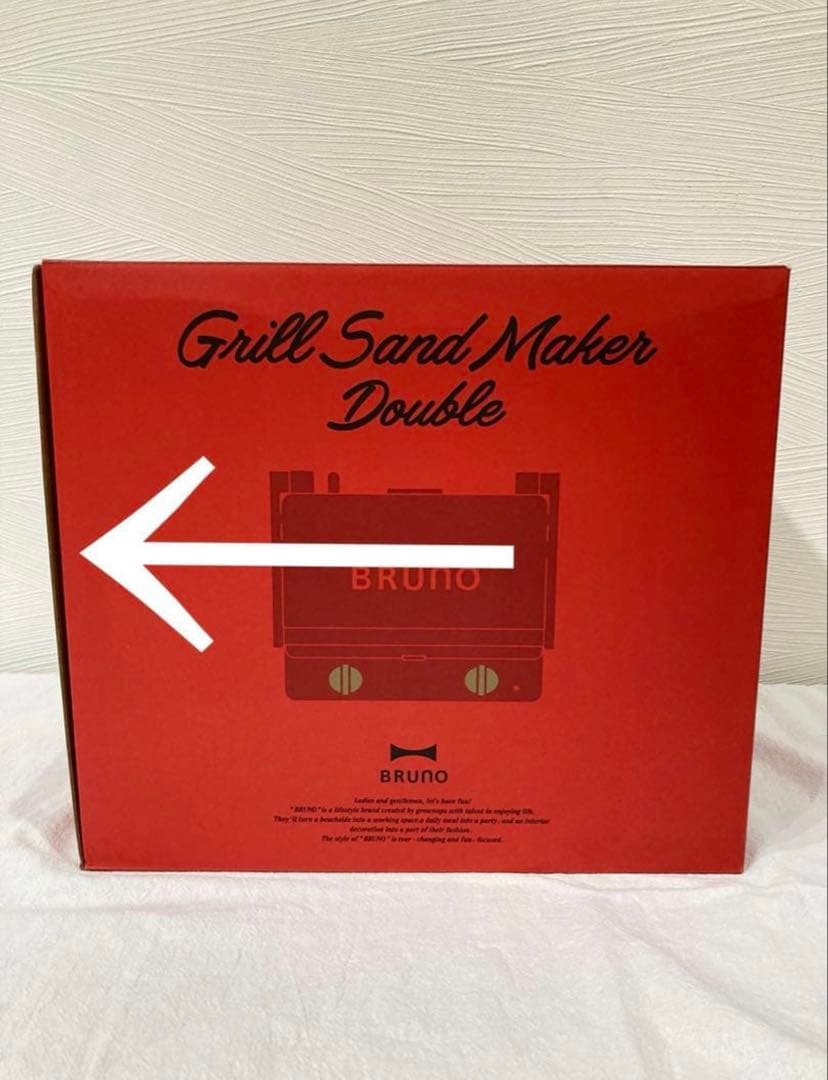 Grill Sand Maker
Double
BRUNO
BRUNO
Ladies and gentlemen, let's have fun!
"BRUNO" is a lifestyle brand created by grownups with talent in enjoying life.
They'll turn a beachside into a working space,a daily meal into a party, and an interior
decoration into a part of their fashion.
The style of "BRUNO" is ever-changing and fun-focused.